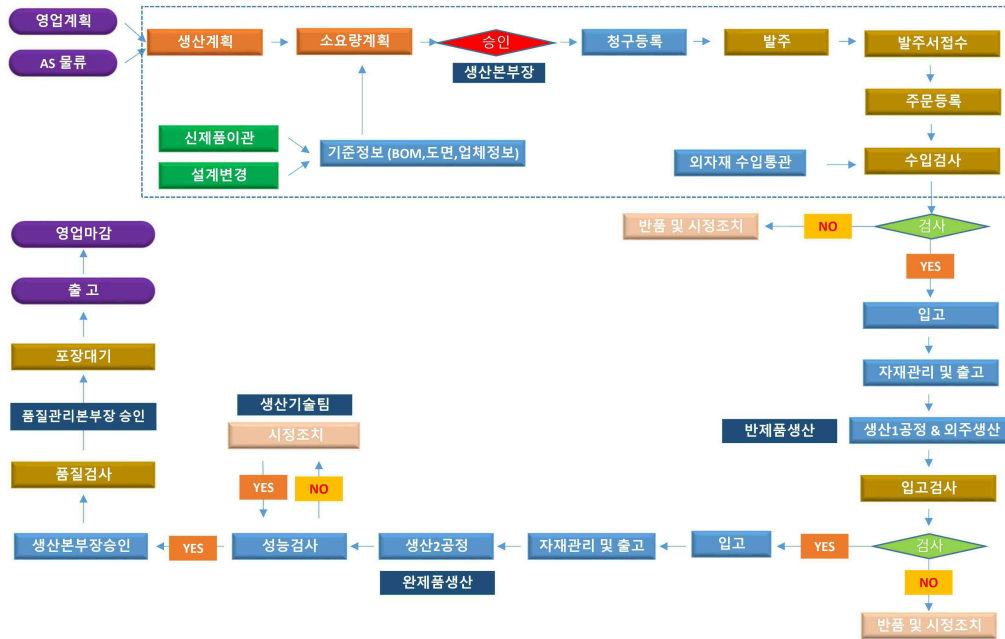 영업계획
AS 물류
생산계획
소요량계획
승인
생산본부장
청구등록
발주
발주서접수
주문등록
신제품이관
설계변경
기준정보 (BOM,도면,업체정보)
외자재 수입통관
수입검사
검사
NO
반품 및 시정조치
YES
입고
자재관리 및 출고
반제품생산
생산1공정 & 외주생산
입고검사
검사
NO
반품 및 시정조치
YES
입고
자재관리 및 출고
생산2공정
완제품생산
성능검사
생산기술팀
시정조치
YES
NO
YES
생산본부장승인
품질검사
품질관리본부장 승인
포장대기
출 고
영업마감